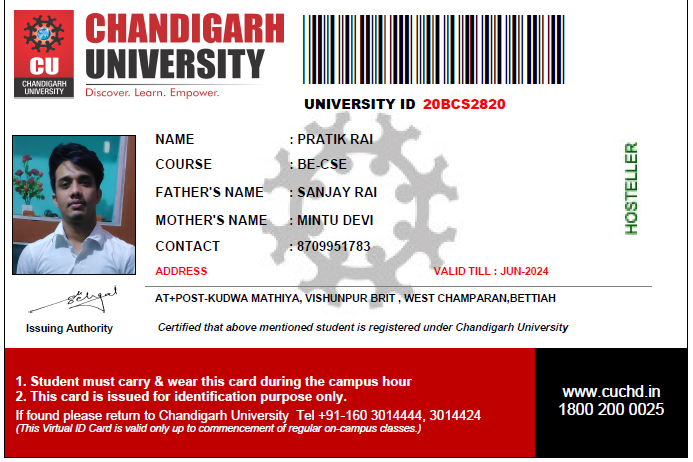 CHANDIGARH
UNIVERSITY
Discover. Learn. Empower.
CU
CHANDIGARH
UNIVERSITY
UNIVERSITY ID 20BCS2820
NAME : PRATIK RAI
COURSE : BE-CSE
FATHER'S NAME : SANJAY RAI
MOTHER'S NAME : MINTU DEVI
CONTACT : 8709951783
HOSTELLER
ADDRESS VALID TILL : JUN-2024
AT+POST-KUDWA MATHIYA, VISHUNPUR BRIT , WEST CHAMPARAN,BETTIAH
Issuing Authority
Certified that above mentioned student is registered under Chandigarh University
1. Student must carry & wear this card during the campus hour
2. This card is issued for identification purpose only.
If found please return to Chandigarh University Tel +91-160 3014444, 3014424
(This Virtual ID Card is valid only up to commencement of regular on-campus classes.)
www.cuchd.in
1800 200 0025